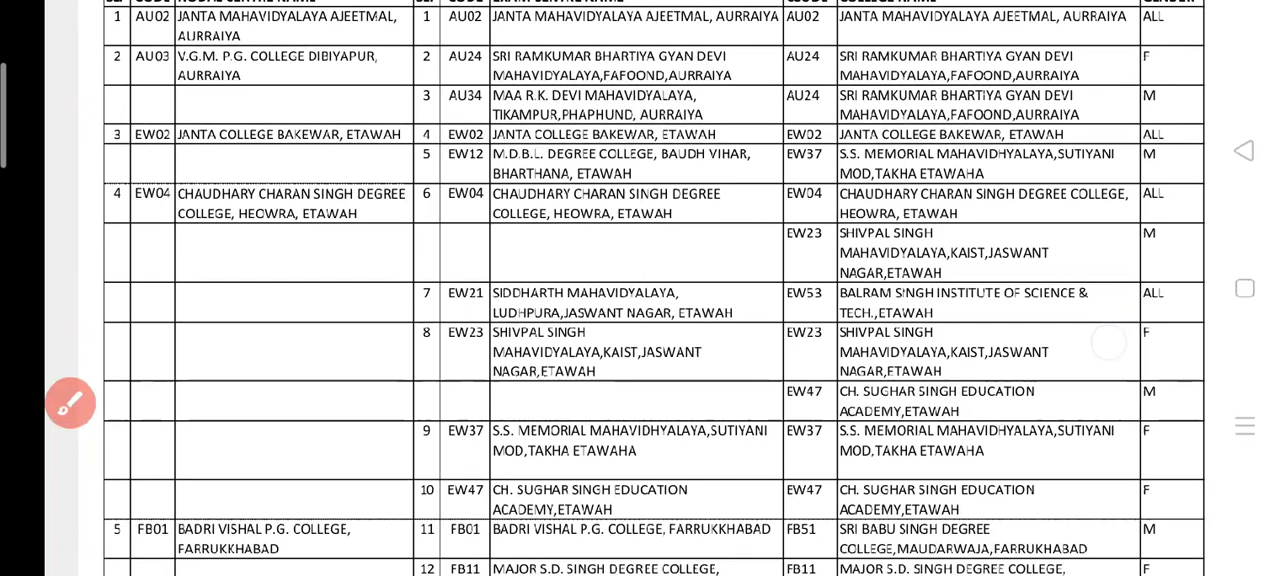 1 AU02 JANTA MAHAVIDYALAYA AJEETMAL, 1 AU02 JANTA MAHAVIDYALAYA AJEETMAL, AURRAIYA AU02 JANTA MAHAVIDYALAYA AJEETMAL, AURRAIYA ALL
AURRAIYA
2 AU03 V.G.M. P.G. COLLEGE DIBIYAPUR, 2 AU24 SRI RAMKUMAR BHARTIYA GYAN DEVI AU24 SRI RAMKUMAR BHARTIYA GYAN DEVI F
AURAIYA MAHAVIDYALAYA,FAFOOND,AURRAIYA MAHAVIDYALAYA,FAFOOND,AURRAIYA
3 AU34 MAA R.K. DEVI MAHAVIDYALAYA, AU24 SRI RAMKUMAR BHARTIYA GYAN DEVI M
TIKAMPUR,PHAPHUND, AURRAIYA MAHAVIDYALAYA,FAFOOND,AURRAIYA
3 EW02 JANTA COLLEGE BAKEWAR, ETAWAH 4 EW02 JANTA COLLEGE BAKEWAR, ETAWAH EW02 JANTA COLLEGE BAKEWAR, ETAWAH ALL
5 EW12 M.D.B.L. DEGREE COLLEGE, BAUDH VIHAR, EW37 S.S. MEMORIAL MAHAVIDHYALAYA,SUTIYANI M
BHARTHANA, ETAWAH MOD,TAKHA ETAWAHA
4 EW04 CHAUDHARY CHARAN SINGH DEGREE 6 EW04 CHAUDHARY CHARAN SINGH DEGREE EW04 CHAUDHARY CHARAN SINGH DEGREE COLLEGE, ALL
COLLEGE, HEOWRA, ETAWAH COLLEGE, HEOWRA, ETAWAH HEOWRA, ETAWAH
EW23 SHIVPAL SINGH M
MAHAVIDYALAYA,KAIST,JASWANT
NAGAR,ETAWAH
7 EW21 SIDDHARTH MAHAVIDYALAYA, EW53 BALRAM SINGH INSTITUTE OF SCIENCE & ALL
LUDHPURA,JASWANT NAGAR, ETAWAH TECH.,ETAWAH
8 EW23 SHIVPAL SINGH EW23 SHIVPAL SINGH F
MAHAVIDYALAYA,KAIST,JASWANT MAHAVIDYALAYA,KAIST,JASWANT
NAGAR,ETAWAH NAGAR,ETAWAH
EW47 CH. SUGHAR SINGH EDUCATION M
ACADEMY,ETAWAH
9 EW37 S.S. MEMORIAL MAHAVIDHYALAYA,SUTIYANI EW37 S.S. MEMORIAL MAHAVIDHYALAYA,SUTIYANI F
MOD,TAKHA ETAWAHA MOD,TAKHA ETAWAHA
10 EW47 CH. SUGHAR SINGH EDUCATION EW47 CH. SUGHAR SINGH EDUCATION F
ACADEMY,ETAWAH ACADEMY,ETAWAH
5 FB01 BADRI VISHAL P.G. COLLEGE, 11 FB01 BADRI VISHAL P.G. COLLEGE, FARRUKHABAD FB51 SRI BABU SINGH DEGREE M
FARRUKKHABAD COLLEGE,MAUDARWAJA,FARRUKHABAD
12 FB11 MAJOR S.D. SINGH DEGREE COLLEGE, FB11 MAJOR S.D. SINGH DEGREE COLLEGE, F